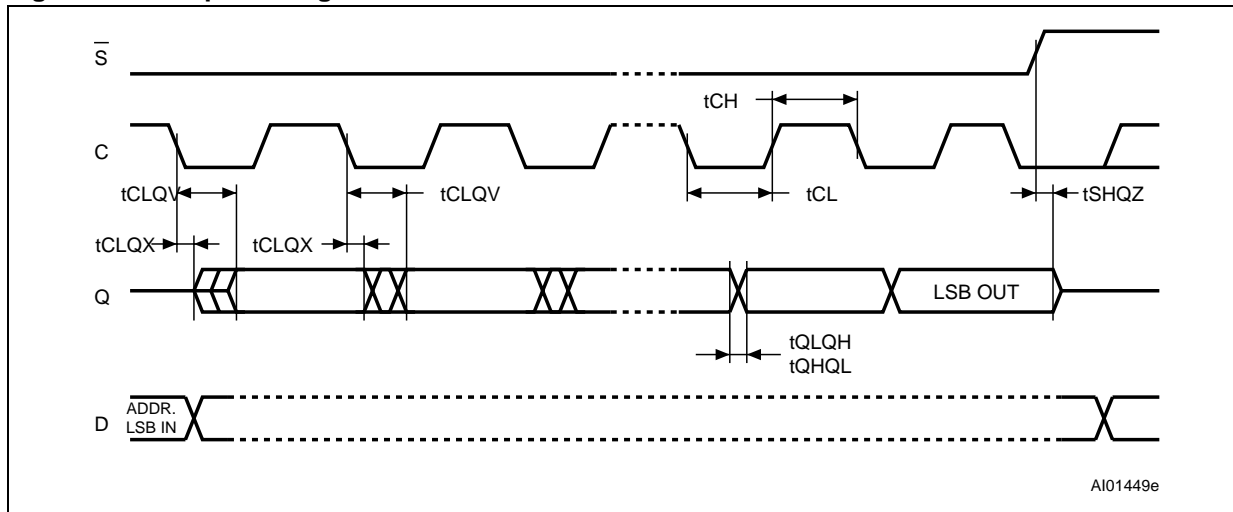 S
tCH
C
tCLQV
tCLQV
tCL
tSHQZ
tCLQX
tCLQX
Q
LSB OUT
tQLQH
tQHQL
ADDR.
D
LSB IN
AI01449e